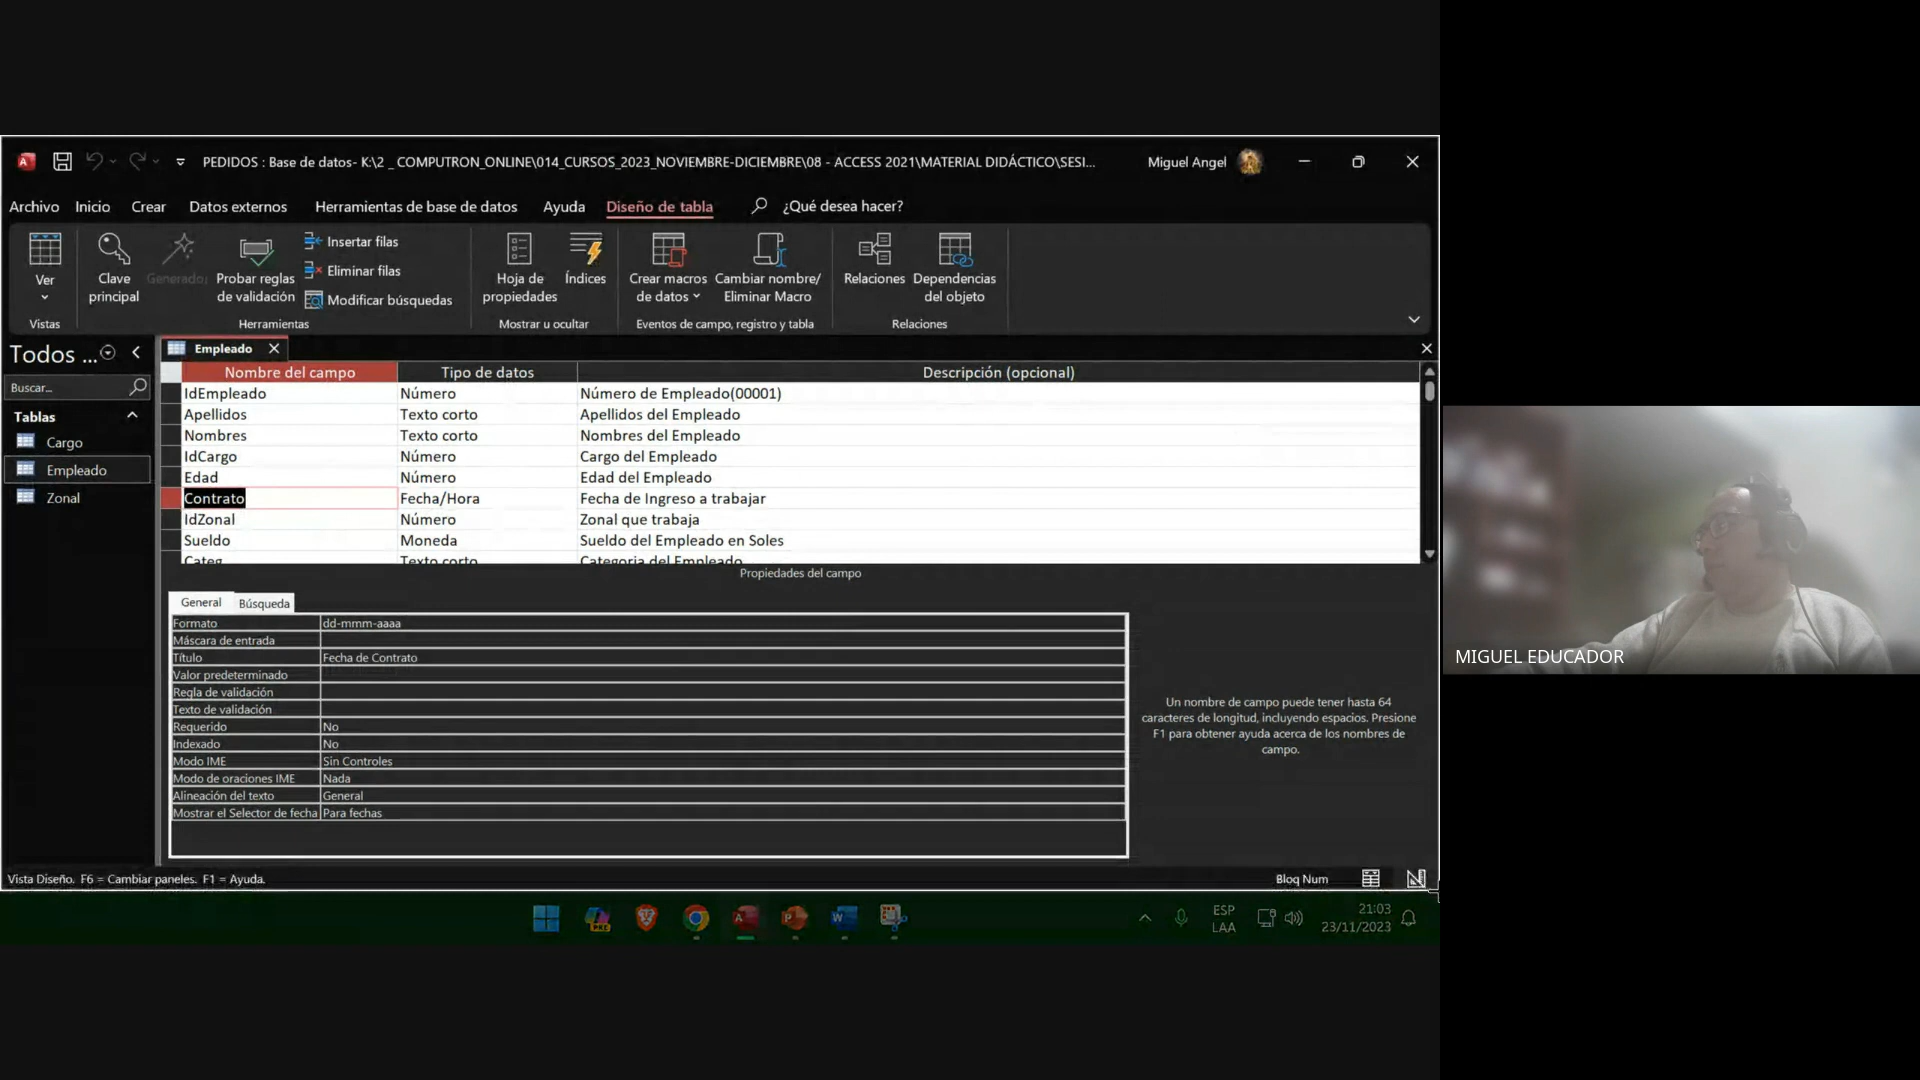 PEDIDOS : Base de datos- K:\2 _ COMPUTRON_ONLINE\014_CURSOS_2023_NOVIEMBRE-DICIEMBRE\08 - ACCESS 2021\MATERIAL DIDÁCTICO\SESI...
Miguel Angel
Archivo Inicio Crear Datos externos Herramientas de base de datos Ayuda Diseño de tabla ¿Qué desea hacer?
Ver
Vistas
Clave principal
Generador
Probar reglas de validación
Insertar filas
Eliminar filas
Modificar búsquedas
Herramientas
Hoja de propiedades
Índices
Mostrar u ocultar
Crear macros de datos
Cambiar nombre/ Eliminar Macro
Eventos de campo, registro y tabla
Relaciones
Dependencias del objeto
Relaciones
Todos ...
Buscar...
Tablas
Cargo
Empleado
Zonal
Empleado
Nombre del campo Tipo de datos Descripción (opcional)
IdEmpleado Número Número de Empleado(00001)
Apellidos Texto corto Apellidos del Empleado
Nombres Texto corto Nombres del Empleado
IdCargo Número Cargo del Empleado
Edad Número Edad del Empleado
Contrato Fecha/Hora Fecha de Ingreso a trabajar
IdZonal Número Zonal que trabaja
Sueldo Moneda Sueldo del Empleado en Soles
Categ Texto corto Categoria del Empleado
Propiedades del campo
General Búsqueda
Formato dd-mmm-aaaa
Máscara de entrada
Título Fecha de Contrato
Valor predeterminado
Regla de validación
Texto de validación
Requerido No
Indexado No
Modo IME Sin Controles
Modo de oraciones IME Nada
Alineación del texto General
Mostrar el Selector de fecha Para fechas
Un nombre de campo puede tener hasta 64
caracteres de longitud, incluyendo espacios. Presione
F1 para obtener ayuda acerca de los nombres de
campo.
Vista Diseño. F6 = Cambiar paneles. F1 = Ayuda.
Bloq Num
ESP
LAA
21:03
23/11/2023
MIGUEL EDUCADOR